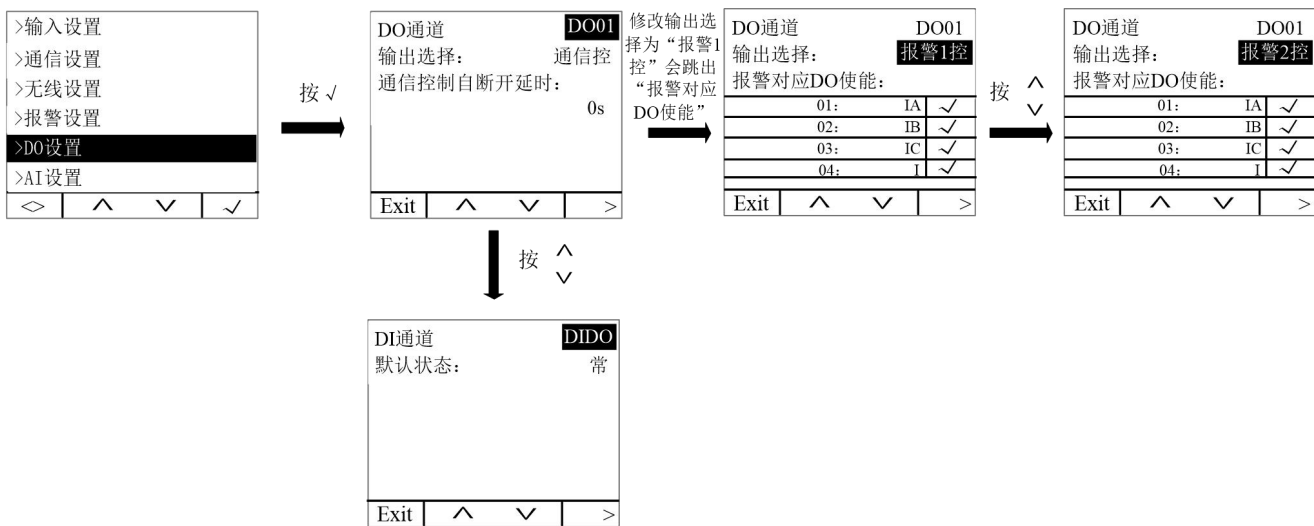 >输入设置
>通信设置
>无线设置
>报警设置
>DO设置
>AI设置
<> ∧ ∨ √
按√
DO通道 DO01
输出选择： 通信控
通信控制自断开延时：
0s
Exit ∧ ∨ >
修改输出选
择为“报警1
控”会跳出
“报警对应
DO使能”
DO通道 DO01
输出选择： 报警1控
报警对应DO使能：
01： IA √
02： IB √
03： IC √
04： I √
Exit ∧ ∨ >
按 ∧
∨
DO通道 DO01
输出选择： 报警2控
报警对应DO使能：
01： IA √
02： IB √
03： IC √
04： I √
Exit ∧ ∨ >
按 ∧
∨
DI通道 DIDO
默认状态： 常
Exit ∧ ∨ >